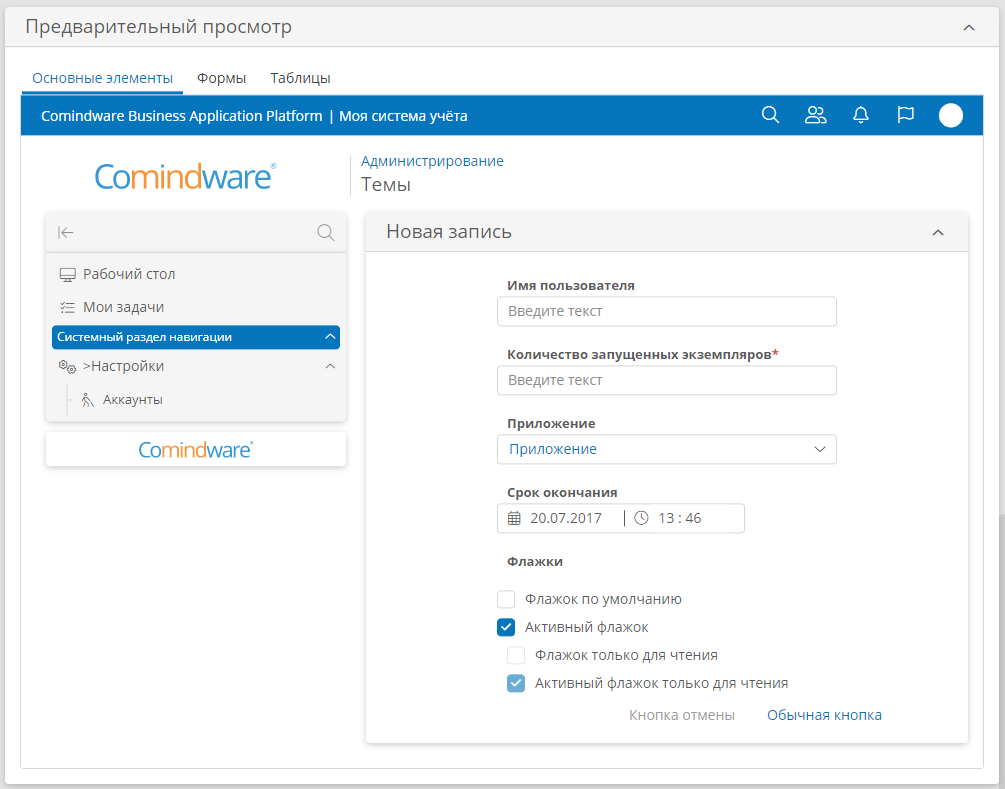 Предварительный просмотр
Основные элементы Формы Таблицы
Comindware Business Application Platform | Моя система учёта
Comindware®
Администрирование
Темы
Рабочий стол
Мои задачи
Системный раздел навигации
>Настройки
Аккаунты
Comindware®
Новая запись
Имя пользователя
Введите текст
Количество запущенных экземпляров*
Введите текст
Приложение
Приложение
Срок окончания
20.07.2017 | 13 : 46
Флажки
Флажок по умолчанию
Активный флажок
Флажок только для чтения
Активный флажок только для чтения
Кнопка отмены Обычная кнопка